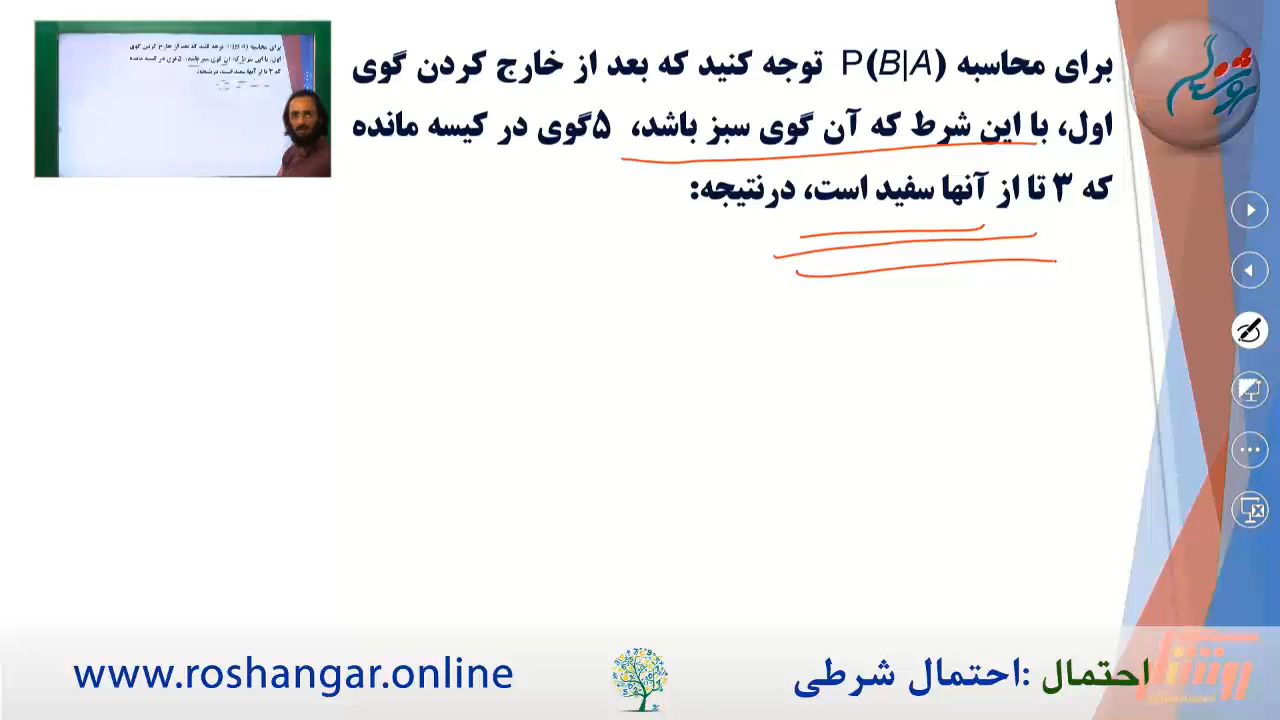 برای محاسبه P(B|A) توجه کنید که بعد از خارج کردن گوی
اول، با این شرط که آن گوی سبز باشد، ۵گوی در کیسه مانده
که ۳ تا از آنها سفید است، درنتیجه:
احتمال :احتمال شرطی
www.roshangar.online